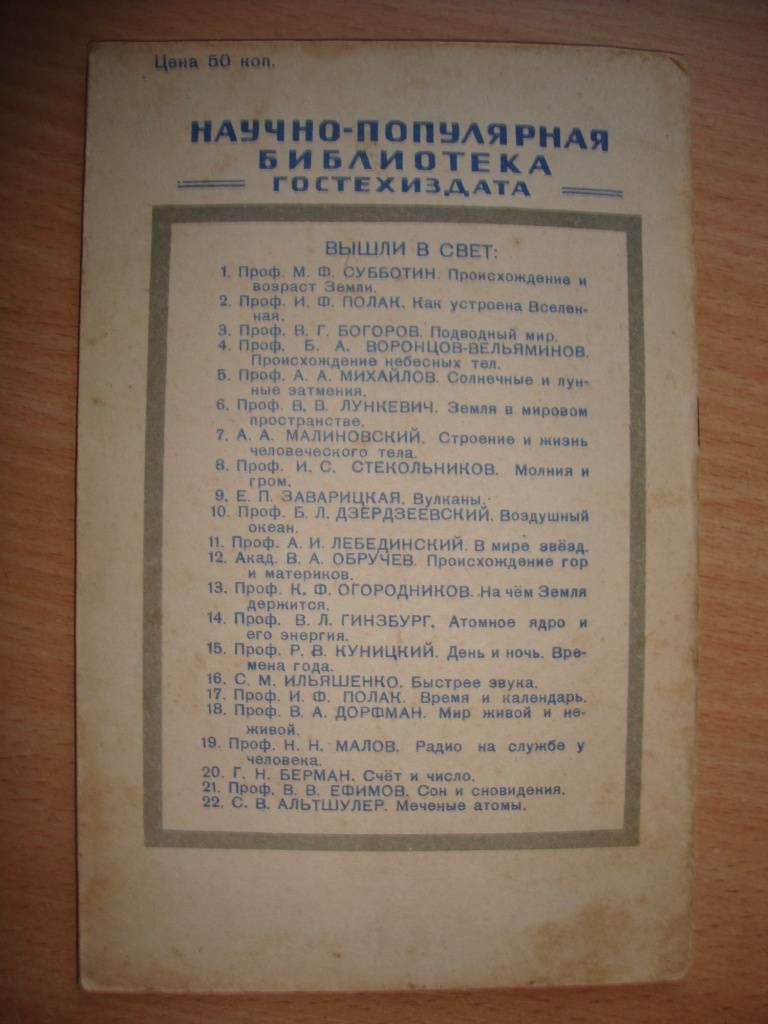 Цена 50 коп.
НАУЧНО-ПОПУЛЯРНАЯ
БИБЛИОТЕКА
ГОСТЕХИЗДАТА
ВЫШЛИ В СВЕТ:
1. Проф. М. Ф. СУББОТИН. Происхождение и
возраст Земли.
2. Проф. И. Ф. ПОЛАК. Как устроена Вселен-
ная.
3. Проф. В. Г. БОГОРОВ. Подводный мир.
4. Проф. Б. А. ВОРОНЦОВ-ВЕЛЬЯМИНОВ.
Происхождение небесных тел.
5. Проф. А. А. МИХАЙЛОВ. Солнечные и лун-
ные затмения.
6. Проф. В. В. ЛУНКЕВИЧ. Земля в мировом
пространстве.
7. А. А. МАЛИНОВСКИЙ. Строение и жизнь
человеческого тела.
8. Проф. И. С. СТЕКОЛЬНИКОВ. Молния и
гром.
9. Е. П. ЗАВАРИЦКАЯ. Вулканы.
10. Проф. Б. Л. ДЗЕРДЗЕЕВСКИЙ. Воздушный
океан.
11. Проф. А. И. ЛЕБЕДИНСКИЙ. В мире звёзд.
12. Акад. В. А. ОБРУЧЕВ. Происхождение гор
и материков.
13. Проф. К. Ф. ОГОРОДНИКОВ. На чём Земля
держится.
14. Проф. В. Л. ГИНЗБУРГ. Атомное ядро и
его энергия.
15. Проф. Р. В. КУНИЦКИЙ. День и ночь. Вре-
мена года.
16. С. М. ИЛЬЯШЕНКО. Быстрее звука.
17. Проф. И. Ф. ПОЛАК. Время и календарь.
18. Проф. В. А. ДОРФМАН. Мир живой и не-
живой.
19. Проф. Н. Н. МАЛОВ. Радио на службе у
человека.
20. Г. Н. БЕРМАН. Счёт и число.
21. Проф. В. В. ЕФИМОВ. Сон и сновидения.
22. С. В. АЛЬТШУЛЕР. Меченые атомы.